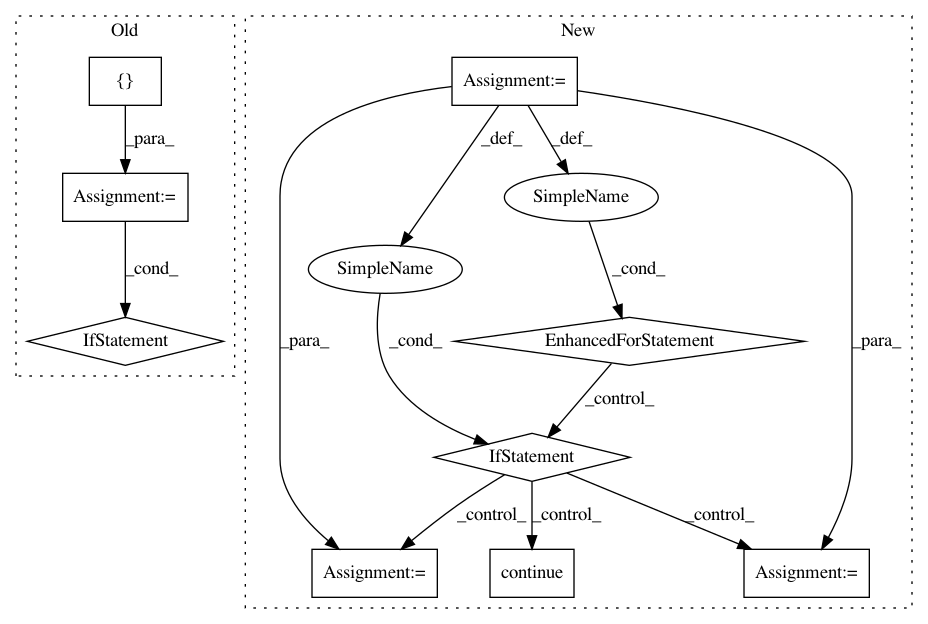 Old
New
{}
Assignment:=
_para_
_def_
_def_
Assignment:=
SimpleName
SimpleName
_cond_
_cond_
IfStatement
_para_
_cond_
EnhancedForStatement
_para_
_control_
IfStatement
_control_
_control_
_control_
Assignment:=
continue
Assignment:=